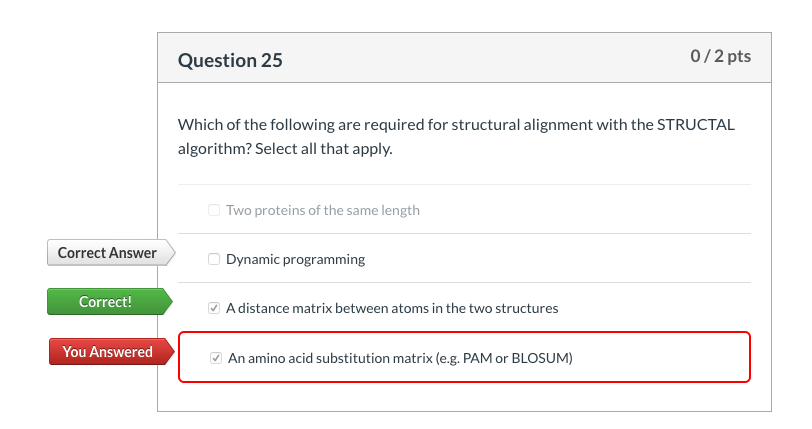 Question 25
0 / 2 pts
Which of the following are required for structural alignment with the STRUCTAL
algorithm? Select all that apply.
Two proteins of the same length
Correct Answer
Dynamic programming
Correct!
A distance matrix between atoms in the two structures
You Answered
An amino acid substitution matrix (e.g. PAM or BLOSUM)